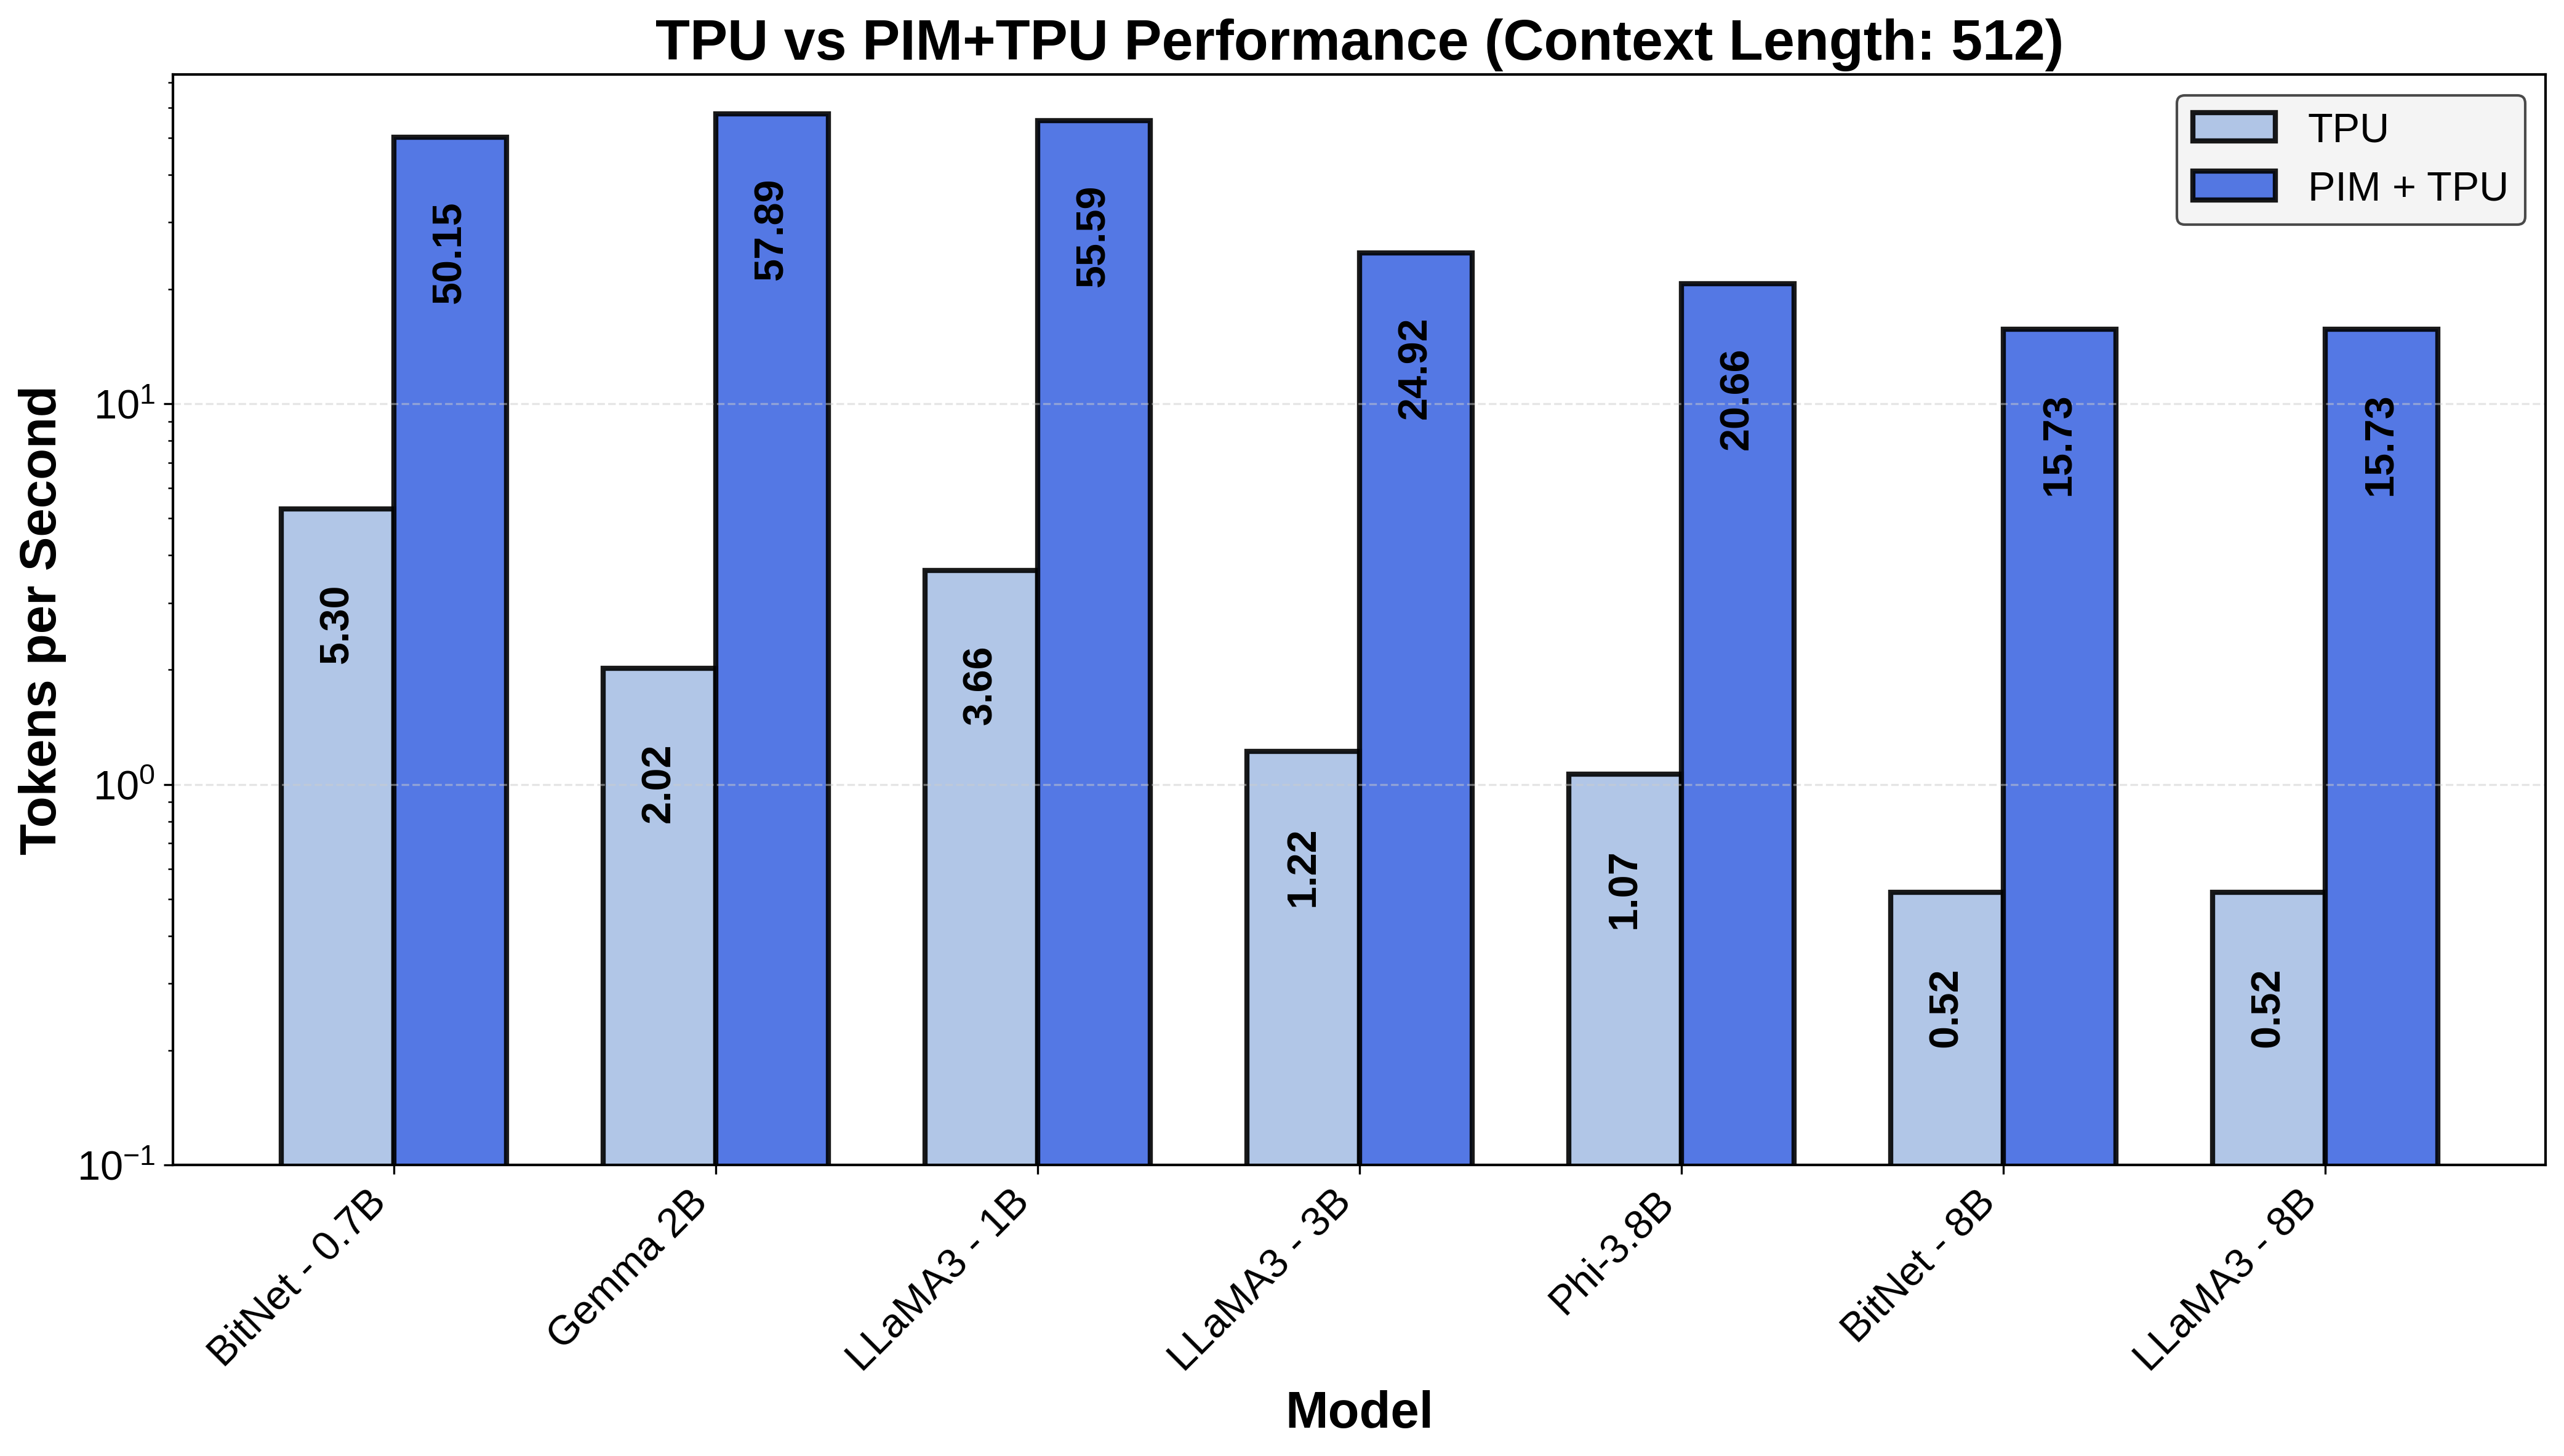 TPU vs PIM+TPU Performance (Context Length: 512)
TPU
PIM + TPU
Tokens per Second
10¹
10⁰
10⁻¹
5.30
50.15
2.02
57.89
3.66
55.59
1.22
24.92
1.07
20.66
0.52
15.73
0.52
15.73
BitNet - 0.7B
Gemma 2B
LLaMA3 - 1B
LLaMA3 - 3B
Phi-3.8B
BitNet - 8B
LLaMA3 - 8B
Model